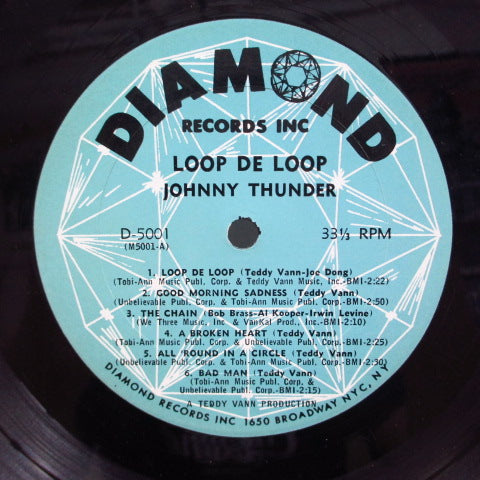 DIAMOND
RECORDS INC
LOOP DE LOOP
JOHNNY THUNDER
D-5001
(M5001-A)
33⅓ RPM
1. LOOP DE LOOP (Teddy Vann-Joe Dong)
(Tobi-Ann Music Publ. Corp. & Teddy Vann Music, Inc.-BMI-2:22)
2. GOOD MORNING SADNESS (Teddy Vann)
(Unbelievable Publ. Corp. & Tobi-Ann Music Publ. Corp.-BMI-2:50)
3. THE CHAIN (Bob Brass-Al Kooper-Irwin Levine)
(We Three Music, Inc & VanKal Prod., Inc.-BMI-2:10)
4. A BROKEN HEART (Teddy Vann)
(Tobi-Ann Music Publ. Corp. & Unbelievable Publ. Corp.-BMI-2:25)
5. ALL 'ROUND IN A CIRCLE (Teddy Vann)
(Unbelievable Publ. Corp. & Tobi-Ann Music Publ. Corp.-BMI-2:30)
6. BAD MAN (Teddy Vann)
(Tobi-Ann Music Publ. Corp. &
Unbelievable Publ. Corp.-BMI-2:15)
A TEDDY VANN PRODUCTION
DIAMOND RECORDS INC 1650 BROADWAY NYC, NY